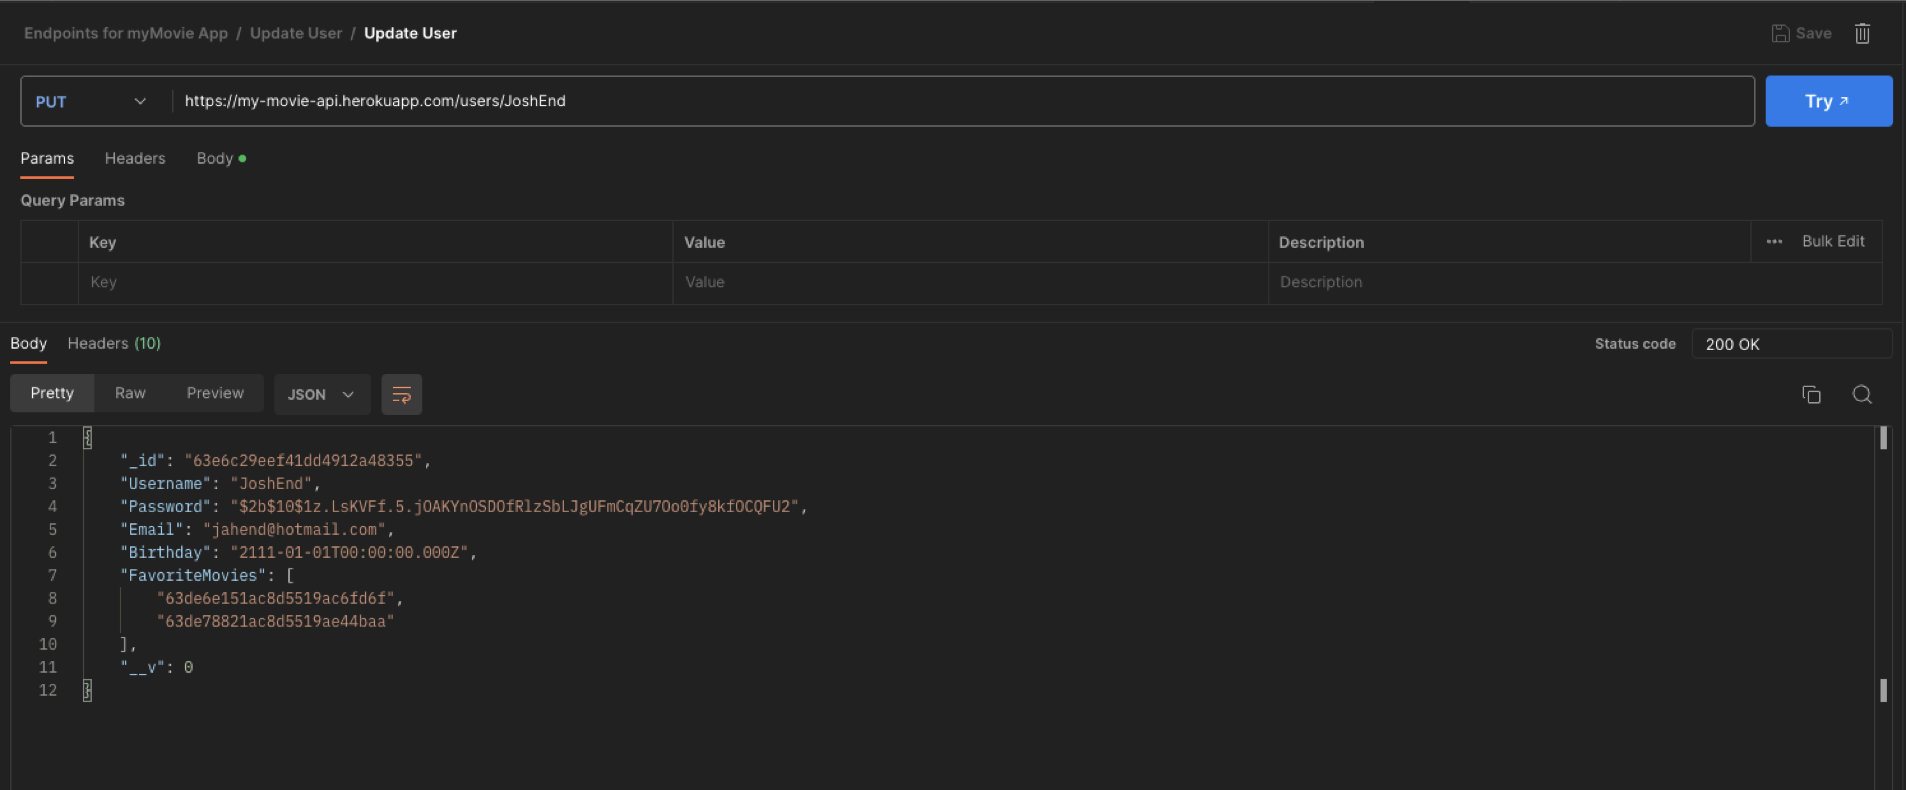 Endpoints for myMovie App / Update User / Update User
Save
PUT
https://my-movie-api.herokuapp.com/users/JoshEnd
Try
Params Headers Body
Query Params
Key Value Description ••• Bulk Edit
Key Value Description
Body Headers (10)
Status code 200 OK
Pretty Raw Preview JSON
1 {
2 "_id": "63e6c29eef41dd4912a48355",
3 "Username": "JoshEnd",
4 "Password": "$2b$10$1z.LsKVFf.5.jOAKYnOSDOfRlzSbLJgUFmCqZU7Oo0fy8kfOCQFU2",
5 "Email": "jahend@hotmail.com",
6 "Birthday": "2111-01-01T00:00:00.000Z",
7 "FavoriteMovies": [
8 "63de6e151ac8d5519ac6fd6f",
9 "63de78821ac8d5519ae44baa"
10 ],
11 "__v": 0
12 }